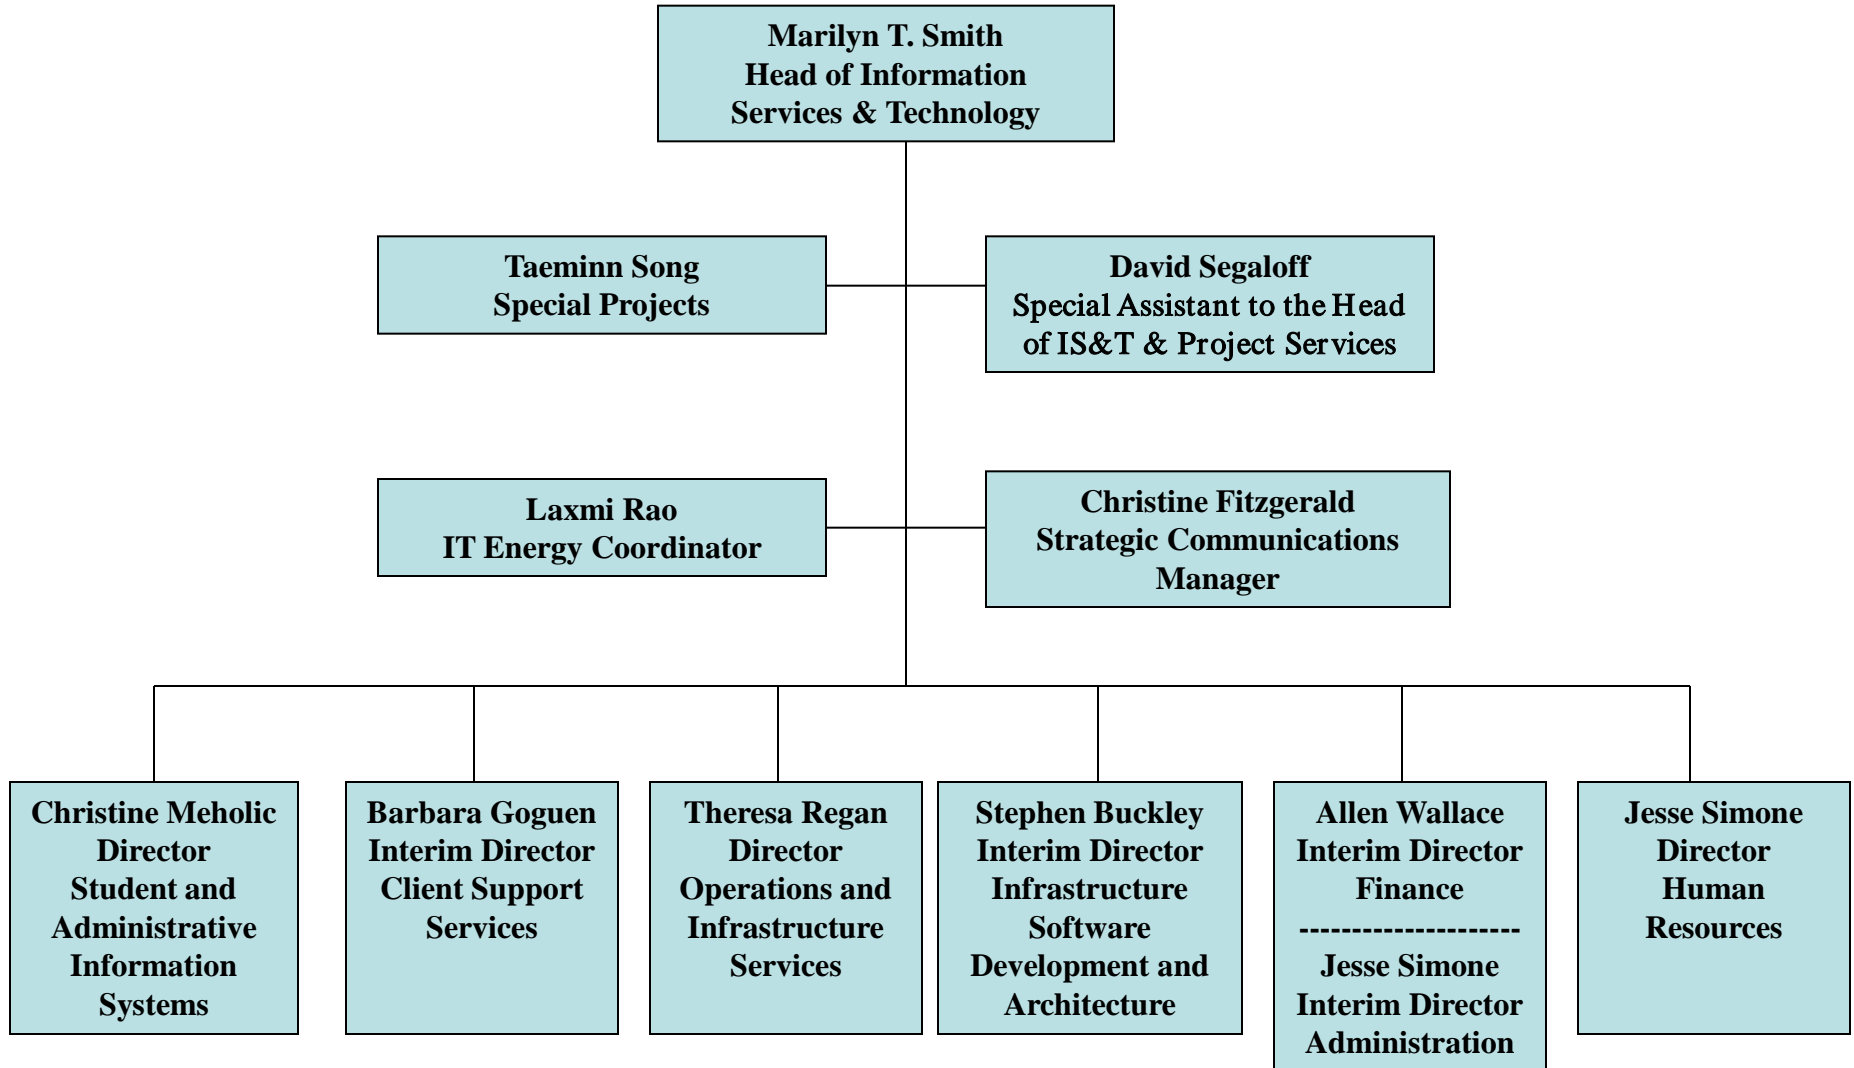 Marilyn T. Smith
Head of Information
Services & Technology
Taeminn Song
Special Projects
David Segaloff
Special Assistant to the Head
of IS&T & Project Services
Laxmi Rao
IT Energy Coordinator
Christine Fitzgerald
Strategic Communications
Manager
Christine Meholic
Director
Student and
Administrative
Information
Systems
Barbara Goguen
Interim Director
Client Support
Services
Theresa Regan
Director
Operations and
Infrastructure
Services
Stephen Buckley
Interim Director
Infrastructure
Software
Development and
Architecture
Allen Wallace
Interim Director
Finance
---------------------
Jesse Simone
Interim Director
Administration
Jesse Simone
Director
Human
Resources